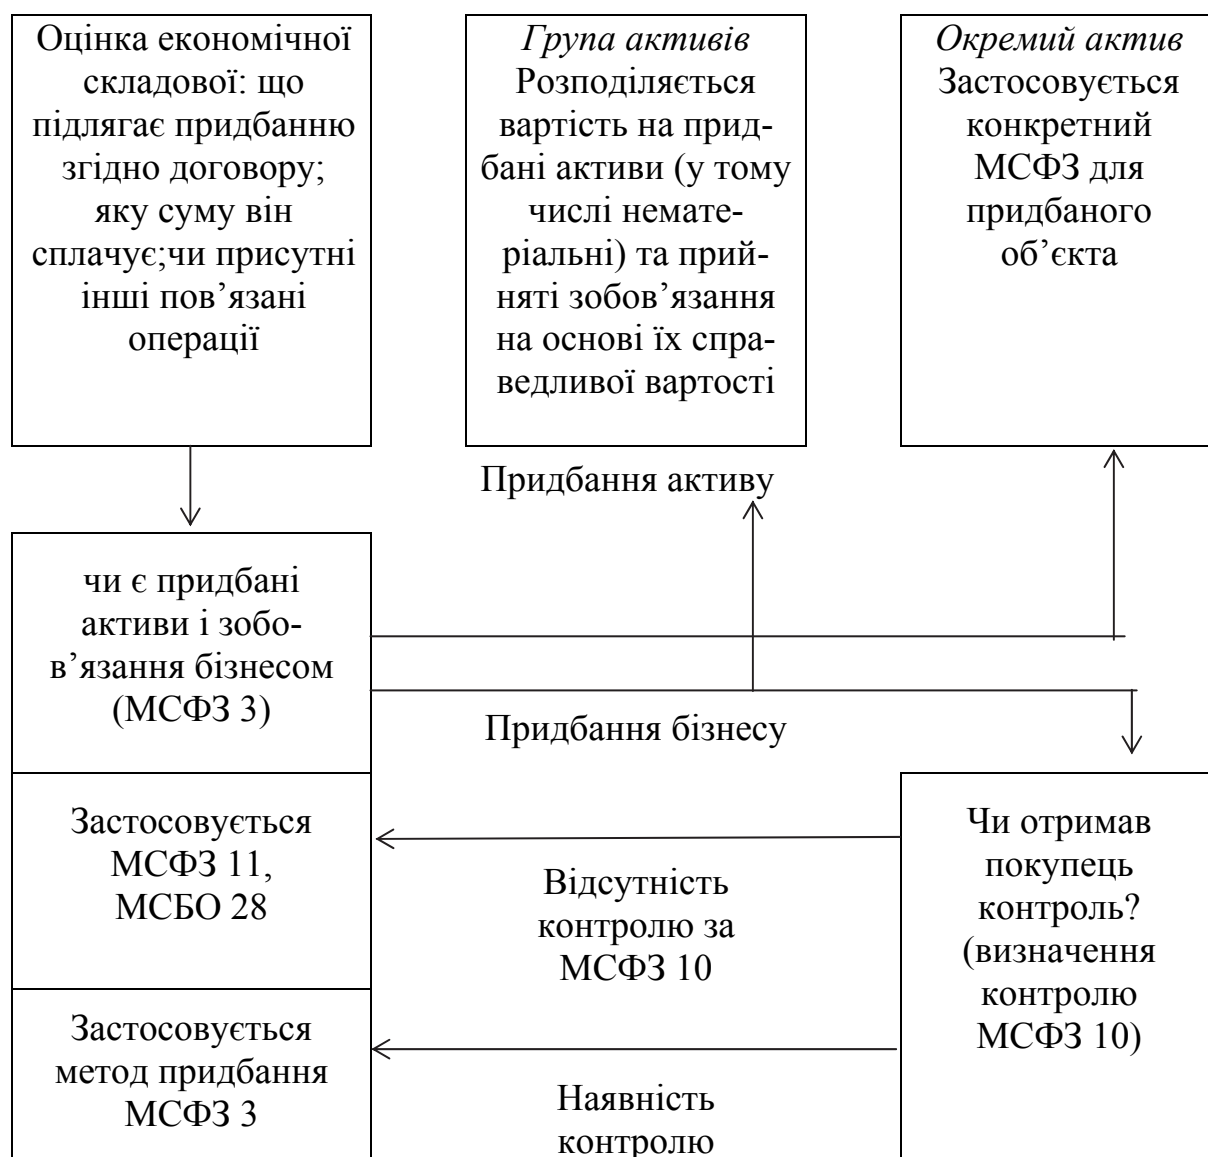 Оцінка економічної
складової: що
підлягає придбанню
згідно договору;
яку суму він
сплачує;чи присутні
інші пов’язані
операції
Група активів
Розподіляється
вартість на прид-
бані активи (у тому
числі немате-
ріальні) та прий-
няті зобов’язання
на основі їх спра-
ведливої вартості
Окремий актив
Застосовується
конкретний
МСФЗ для
придбаного
об’єкта
Придбання активу
чи є придбані
активи і зобо-
в’язання бізнесом
(МСФЗ 3)
Придбання бізнесу
Застосовується
МСФЗ 11,
МСБО 28
Відсутність
контролю за
МСФЗ 10
Чи отримав
покупець
контроль?
(визначення
контролю
МСФЗ 10)
Застосовується
метод придбання
МСФЗ 3
Наявність
контролю